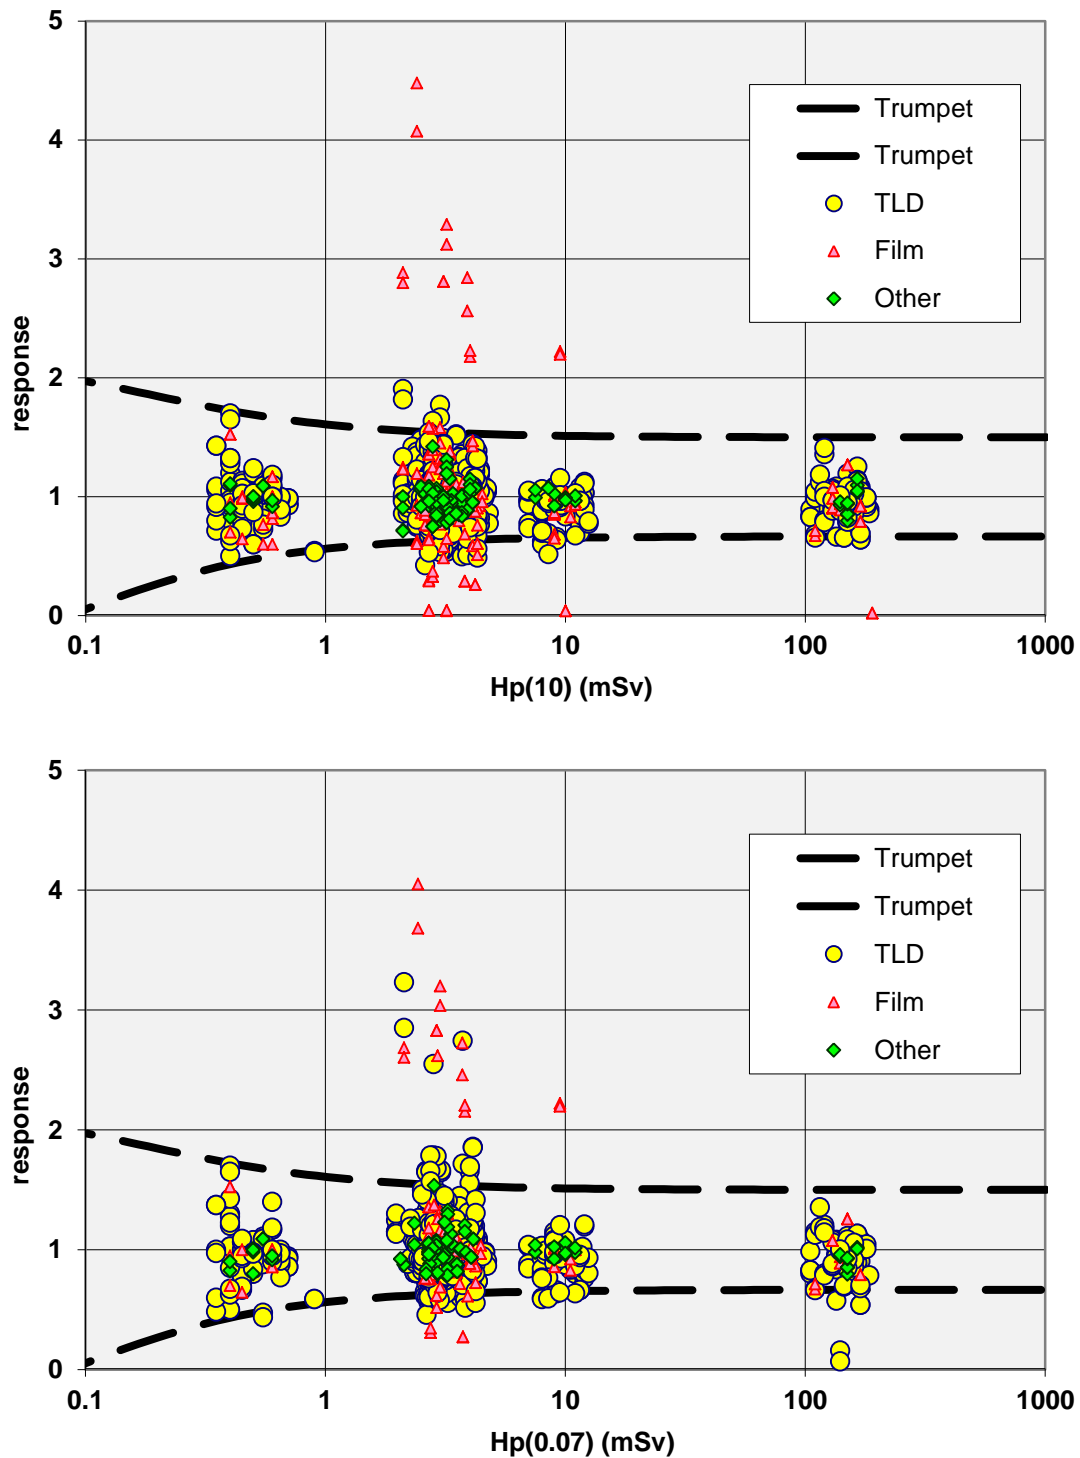 5
4
3
2
1
0
response
0.1
1
10
100
1000
Hp(10) (mSv)
Trumpet
Trumpet
TLD
Film
Other
5
4
3
2
1
0
response
0.1
1
10
100
1000
Hp(0.07) (mSv)
Trumpet
Trumpet
TLD
Film
Other